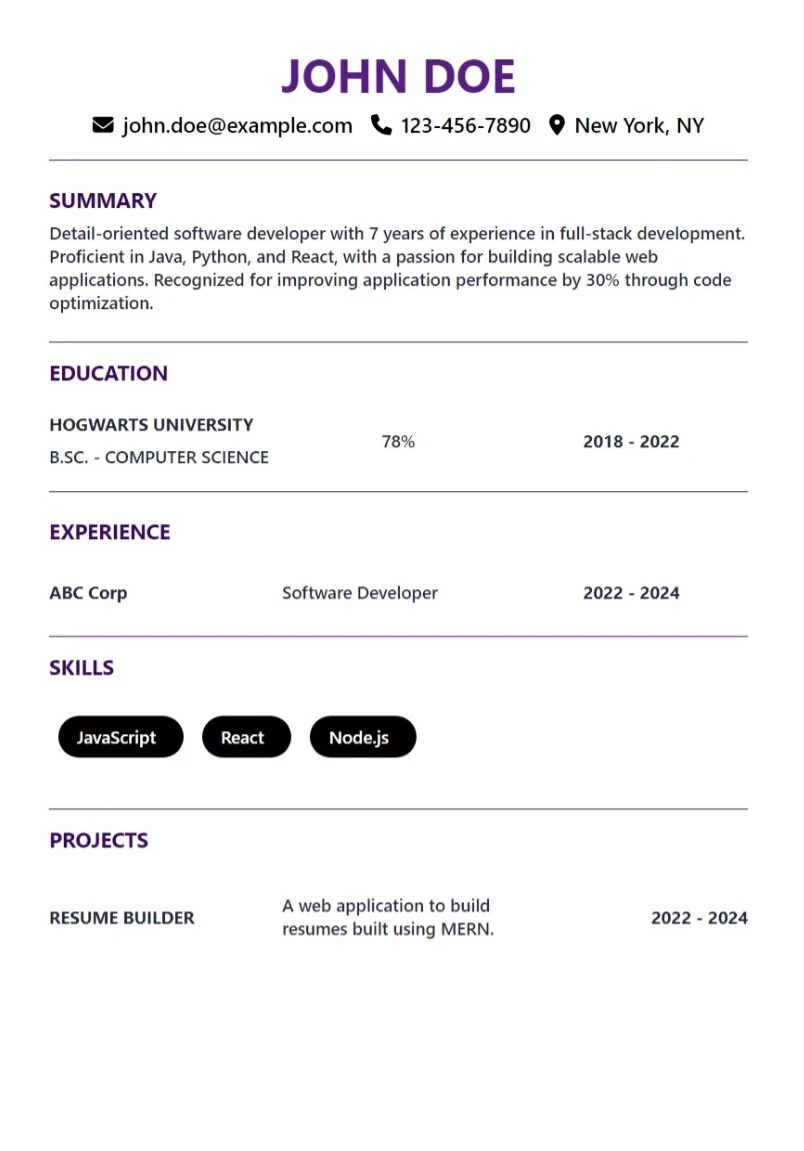 JOHN DOE
john.doe@example.com 123-456-7890 New York, NY
SUMMARY
Detail-oriented software developer with 7 years of experience in full-stack development.
Proficient in Java, Python, and React, with a passion for building scalable web
applications. Recognized for improving application performance by 30% through code
optimization.
EDUCATION
HOGWARTS UNIVERSITY
B.SC. - COMPUTER SCIENCE
78%
2018 - 2022
EXPERIENCE
ABC Corp Software Developer 2022 - 2024
SKILLS
JavaScript React Node.js
PROJECTS
RESUME BUILDER
A web application to build
resumes built using MERN.
2022 - 2024